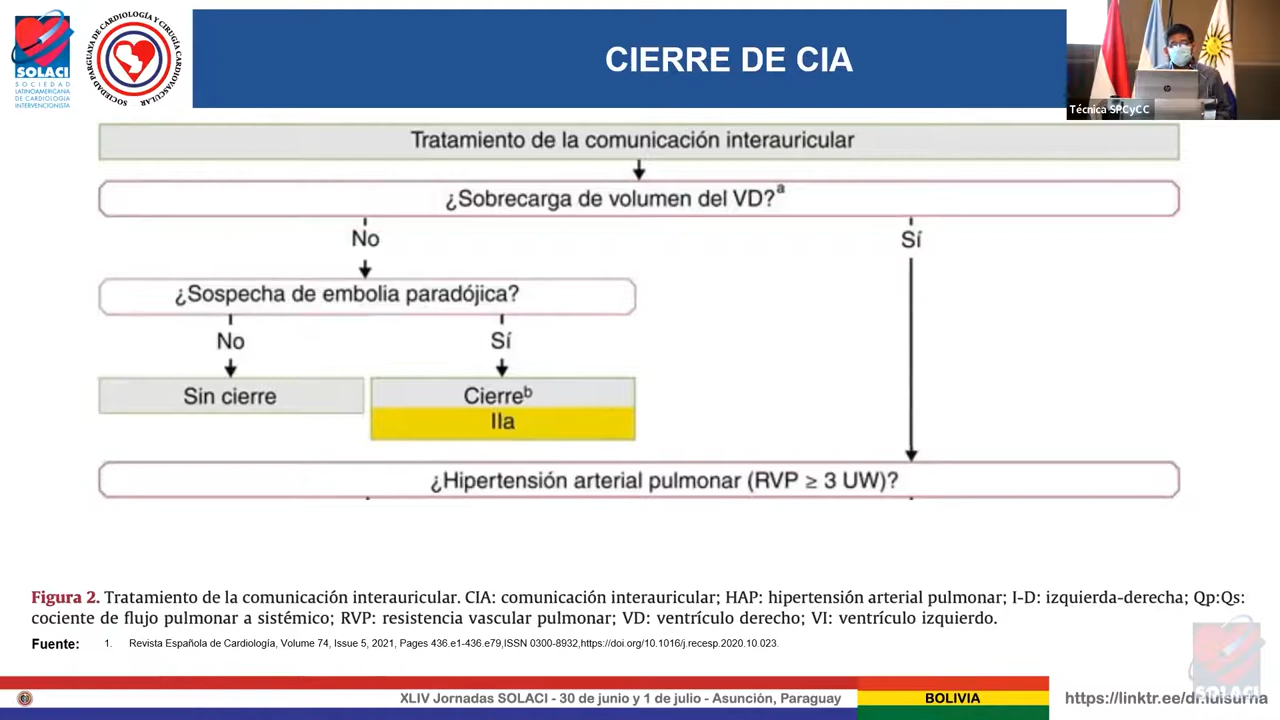 SOLACI
SOCIEDAD
LATINOAMERICANA
DE CARDIOLOGÍA
INTERVENCIONISTA
SOCIEDAD PARAGUAYA DE CARDIOLOGÍA Y CIRUGÍA CARDIOVASCULAR
CIERRE DE CIA
Técnica SPCyCC
Tratamiento de la comunicación interauricular
¿Sobrecarga de volumen del VD?ᵃ
No
Sí
¿Sospecha de embolia paradójica?
No
Sí
Sin cierre
Cierreᵇ
IIa
¿Hipertensión arterial pulmonar (RVP ≥ 3 UW)?
Figura 2. Tratamiento de la comunicación interauricular. CIA: comunicación interauricular; HAP: hipertensión arterial pulmonar; I-D: izquierda-derecha; Qp:Qs:
cociente de flujo pulmonar a sistémico; RVP: resistencia vascular pulmonar; VD: ventrículo derecho; VI: ventrículo izquierdo.
Fuente: 1. Revista Española de Cardiología, Volume 74, Issue 5, 2021, Pages 436.e1-436.e79,ISSN 0300-8932,https://doi.org/10.1016/j.recesp.2020.10.023.
SOLACI
XLIV Jornadas SOLACI - 30 de junio y 1 de julio - Asunción, Paraguay
BOLIVIA
https://linktr.ee/dr.luisurna